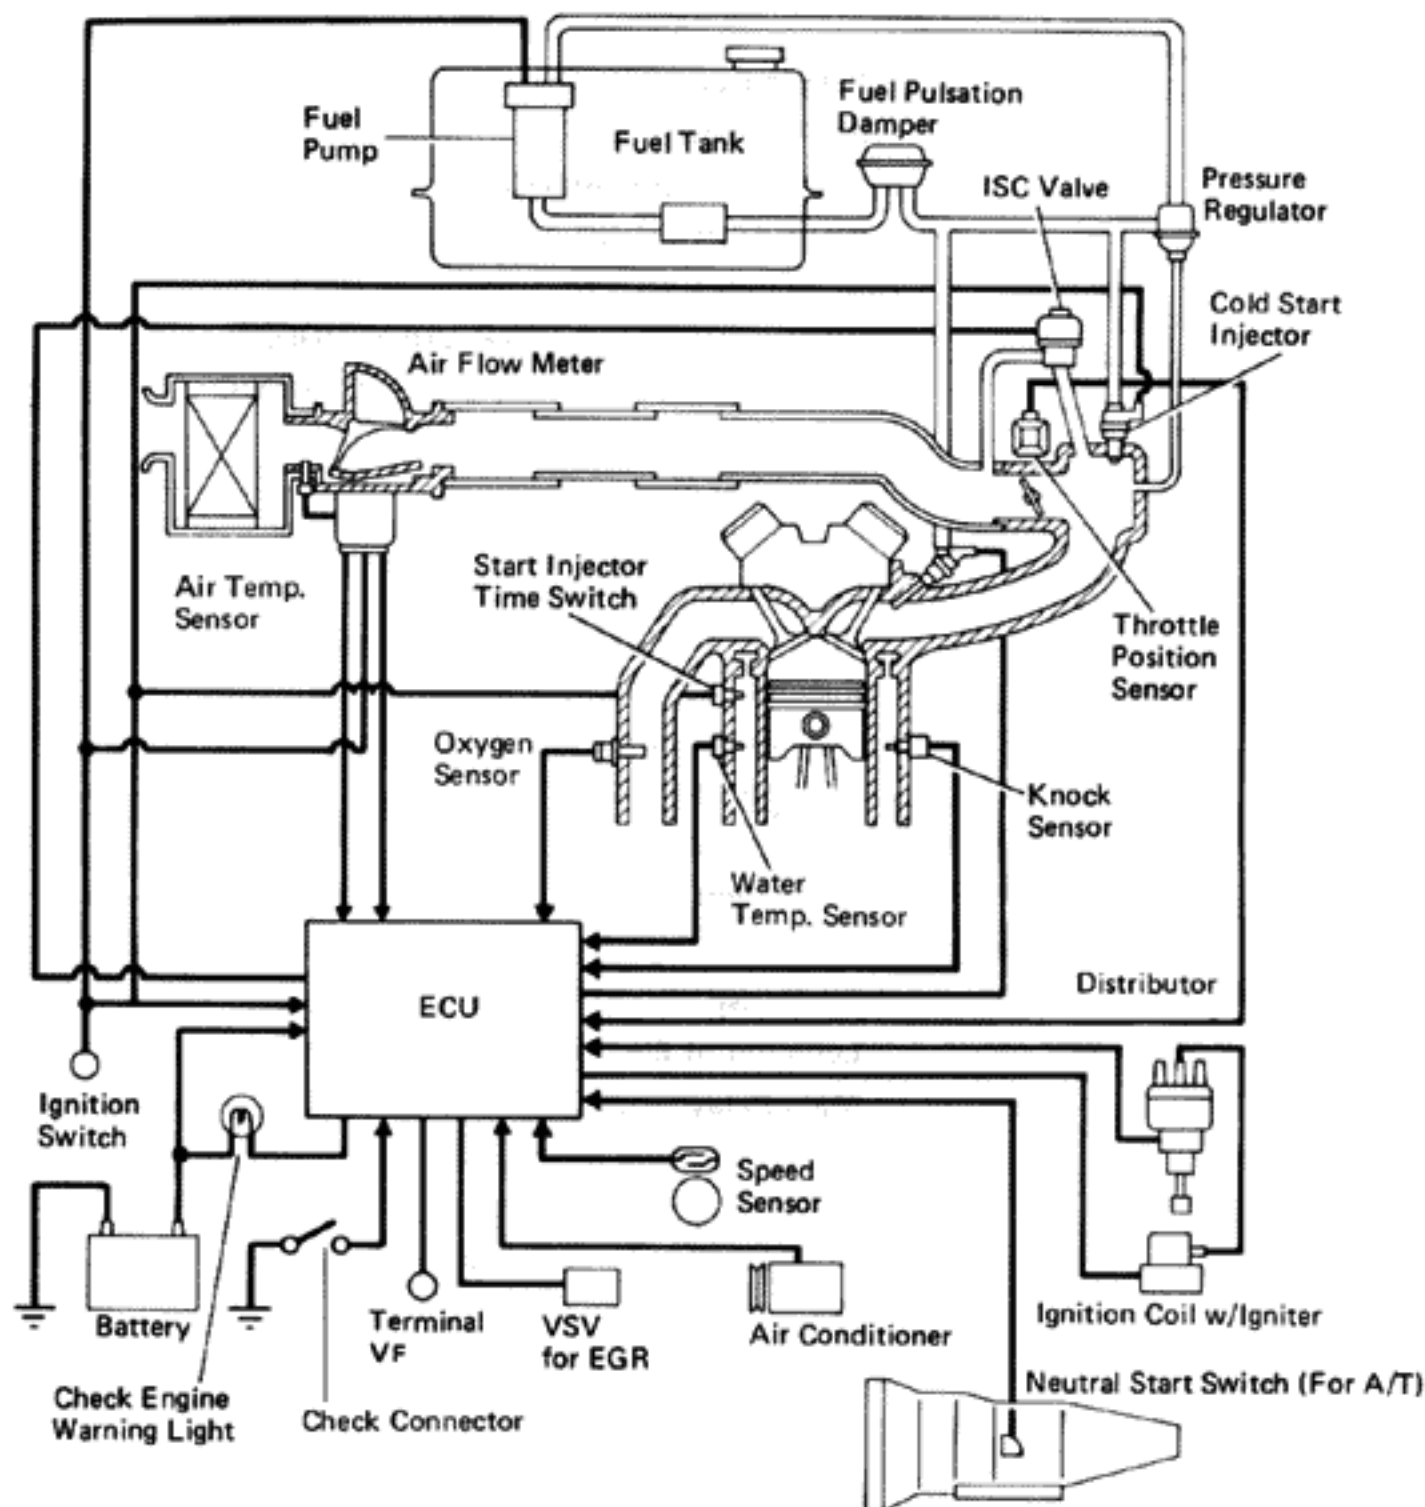 Fuel Pulsation
Damper
Fuel
Pump
Fuel Tank
ISC Valve
Pressure
Regulator
Cold Start
Injector
Air Flow Meter
Start Injector
Time Switch
Air Temp.
Sensor
Throttle
Position
Sensor
Oxygen
Sensor
Knock
Sensor
Water
Temp. Sensor
Distributor
ECU
Ignition
Switch
Speed
Sensor
Battery
Terminal
VF
VSV
for EGR
Air Conditioner
Ignition Coil w/Igniter
Check Engine
Warning Light
Check Connector
Neutral Start Switch (For A/T)